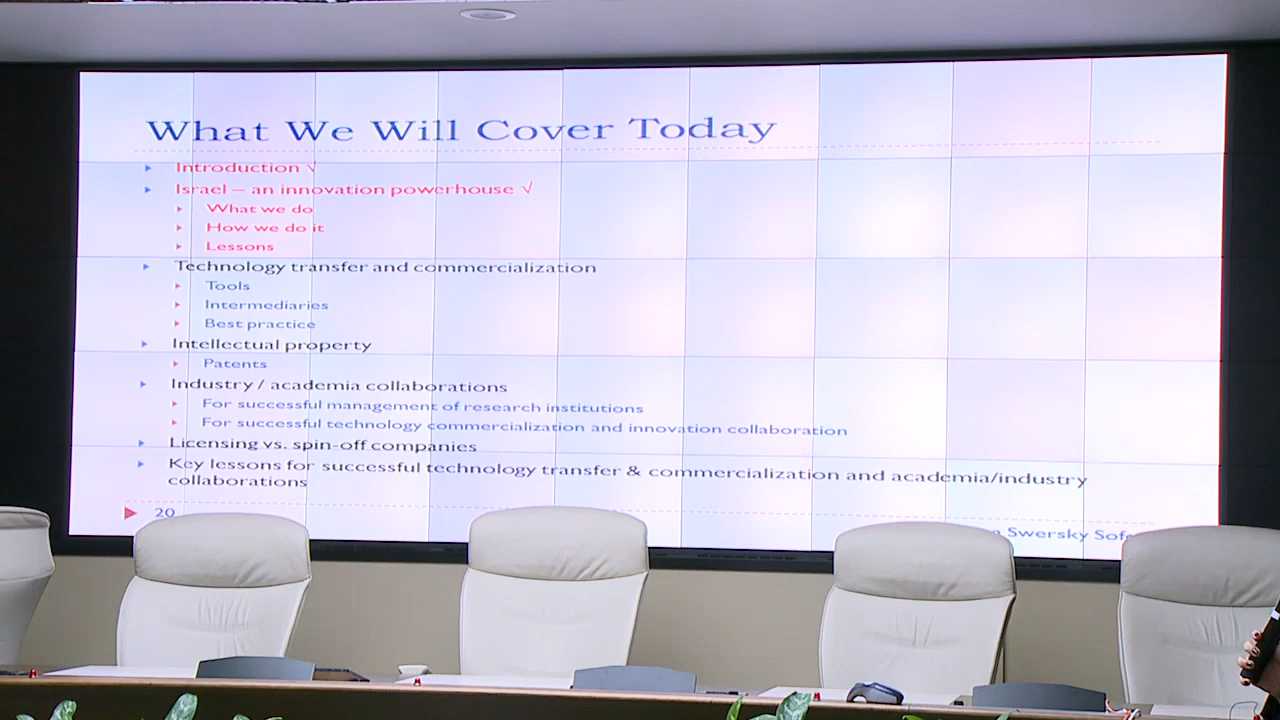 What We Will Cover Today
Introduction √
Israel – an innovation powerhouse √
What we do
How we do it
Lessons
Technology transfer and commercialization
Tools
Intermediaries
Best practice
Intellectual property
Patents
Industry / academia collaborations
For successful management of research institutions
For successful technology commercialization and innovation collaboration
Licensing vs. spin-off companies
Key lessons for successful technology transfer & commercialization and academia/industry
collaborations
20
Swersky